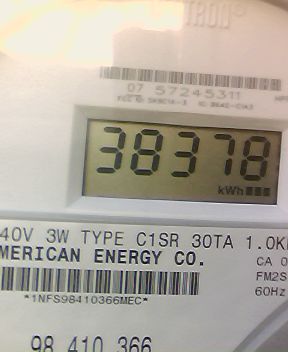 TRON
07 57245311
38378
kWh
40V 3W TYPE C1SR 30TA 1.0K
MERICAN ENERGY CO.
CA 0
FM2S
60Hz
*1NFS98410366MEC*
98 410 366